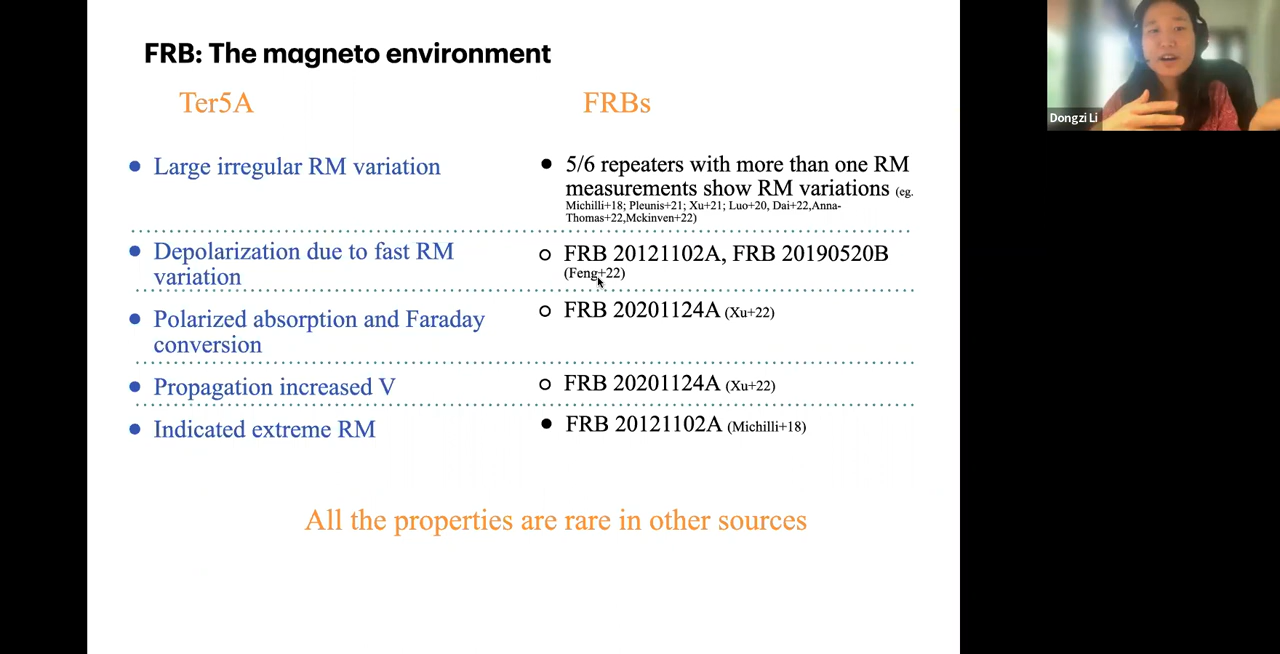 FRB: The magneto environment
Ter5A
FRBs
● Large irregular RM variation
● 5/6 repeaters with more than one RM
measurements show RM variations (eg.
Michilli+18; Pleunis+21; Xu+21; Luo+20, Dai+22,Anna-
Thomas+22,Mckinven+22)
● Depolarization due to fast RM
variation
○ FRB 20121102A, FRB 20190520B
(Feng+22)
● Polarized absorption and Faraday
conversion
○ FRB 20201124A (Xu+22)
● Propagation increased V
○ FRB 20201124A (Xu+22)
● Indicated extreme RM
● FRB 20121102A (Michilli+18)
All the properties are rare in other sources
Dongzi Li